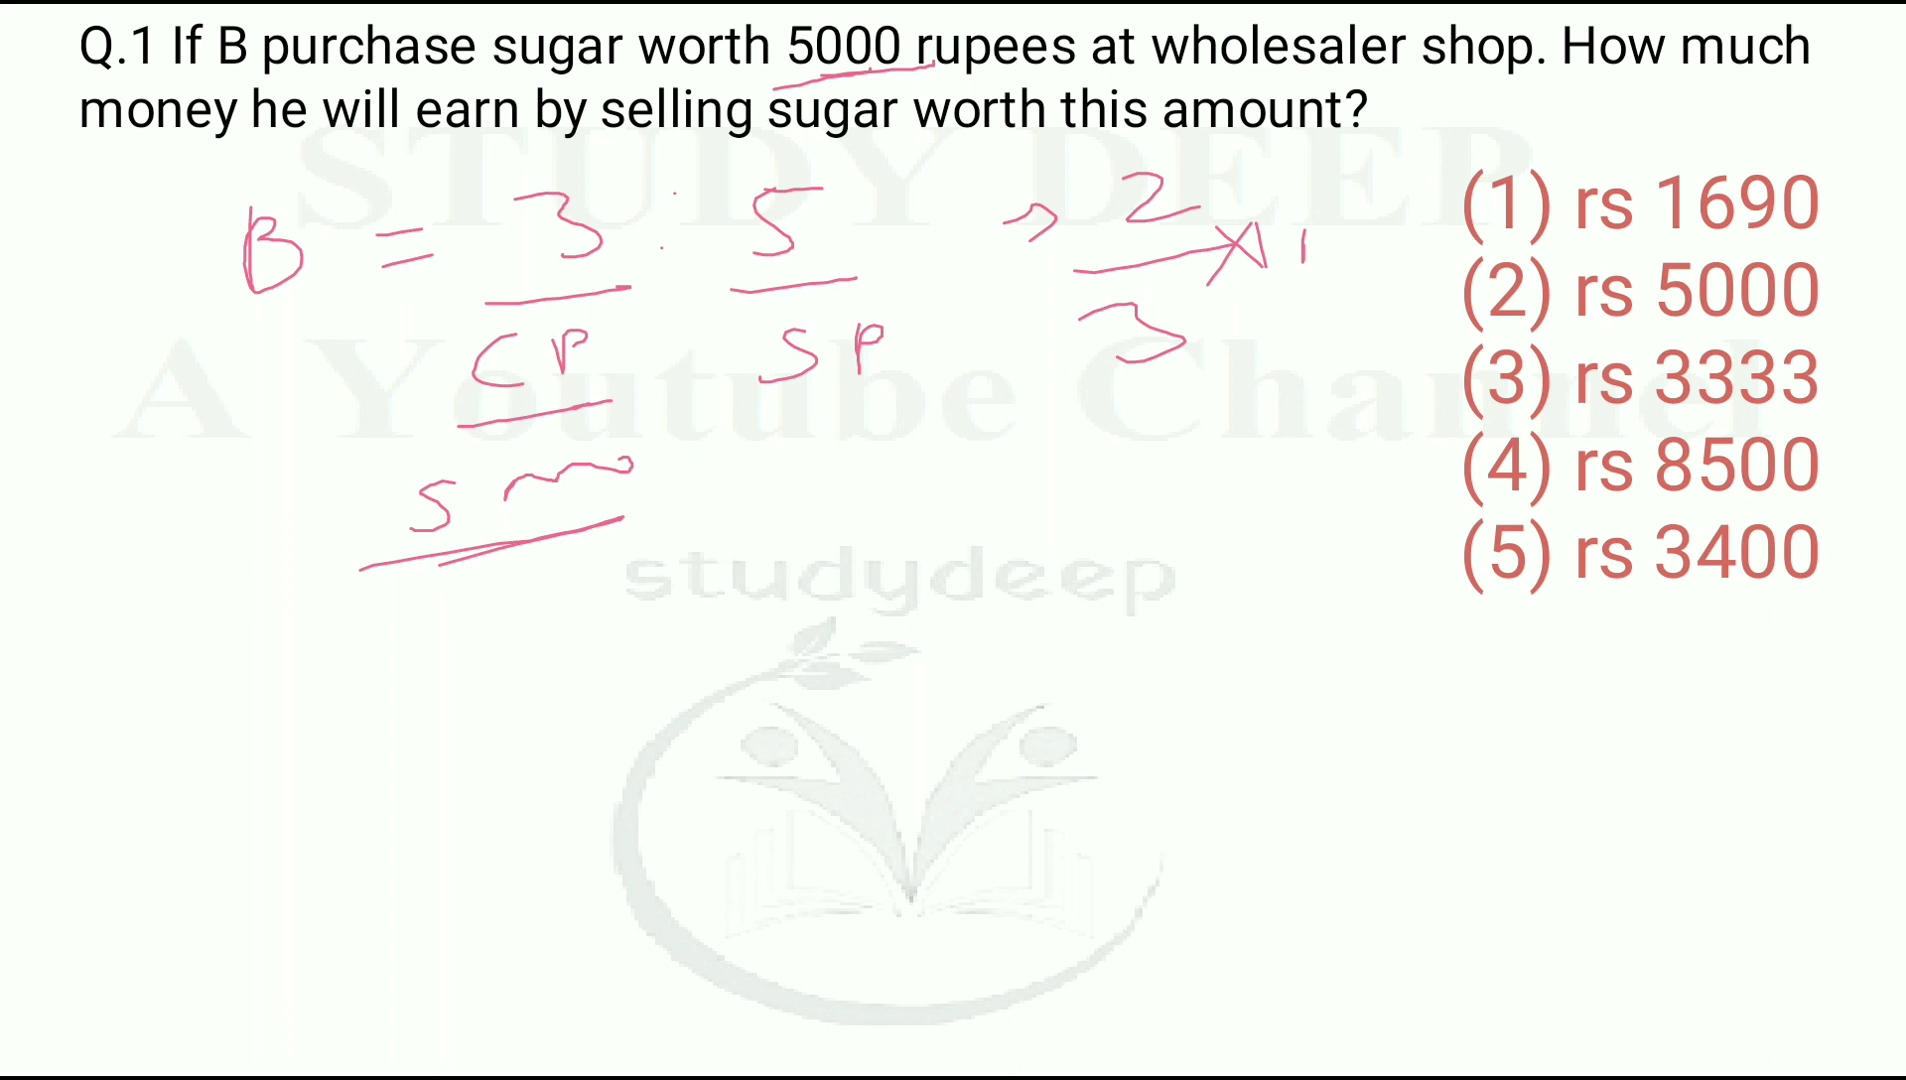 Q.1 If B purchase sugar worth 5000 rupees at wholesaler shop. How much
money he will earn by selling sugar worth this amount?
STUDY DEEP
(1) rs 1690
B = 3 : 5 → 2 × 1
3
(2) rs 5000
CP SP
A Youtube Channel
(3) rs 3333
(4) rs 8500
5
(5) rs 3400
studydeep